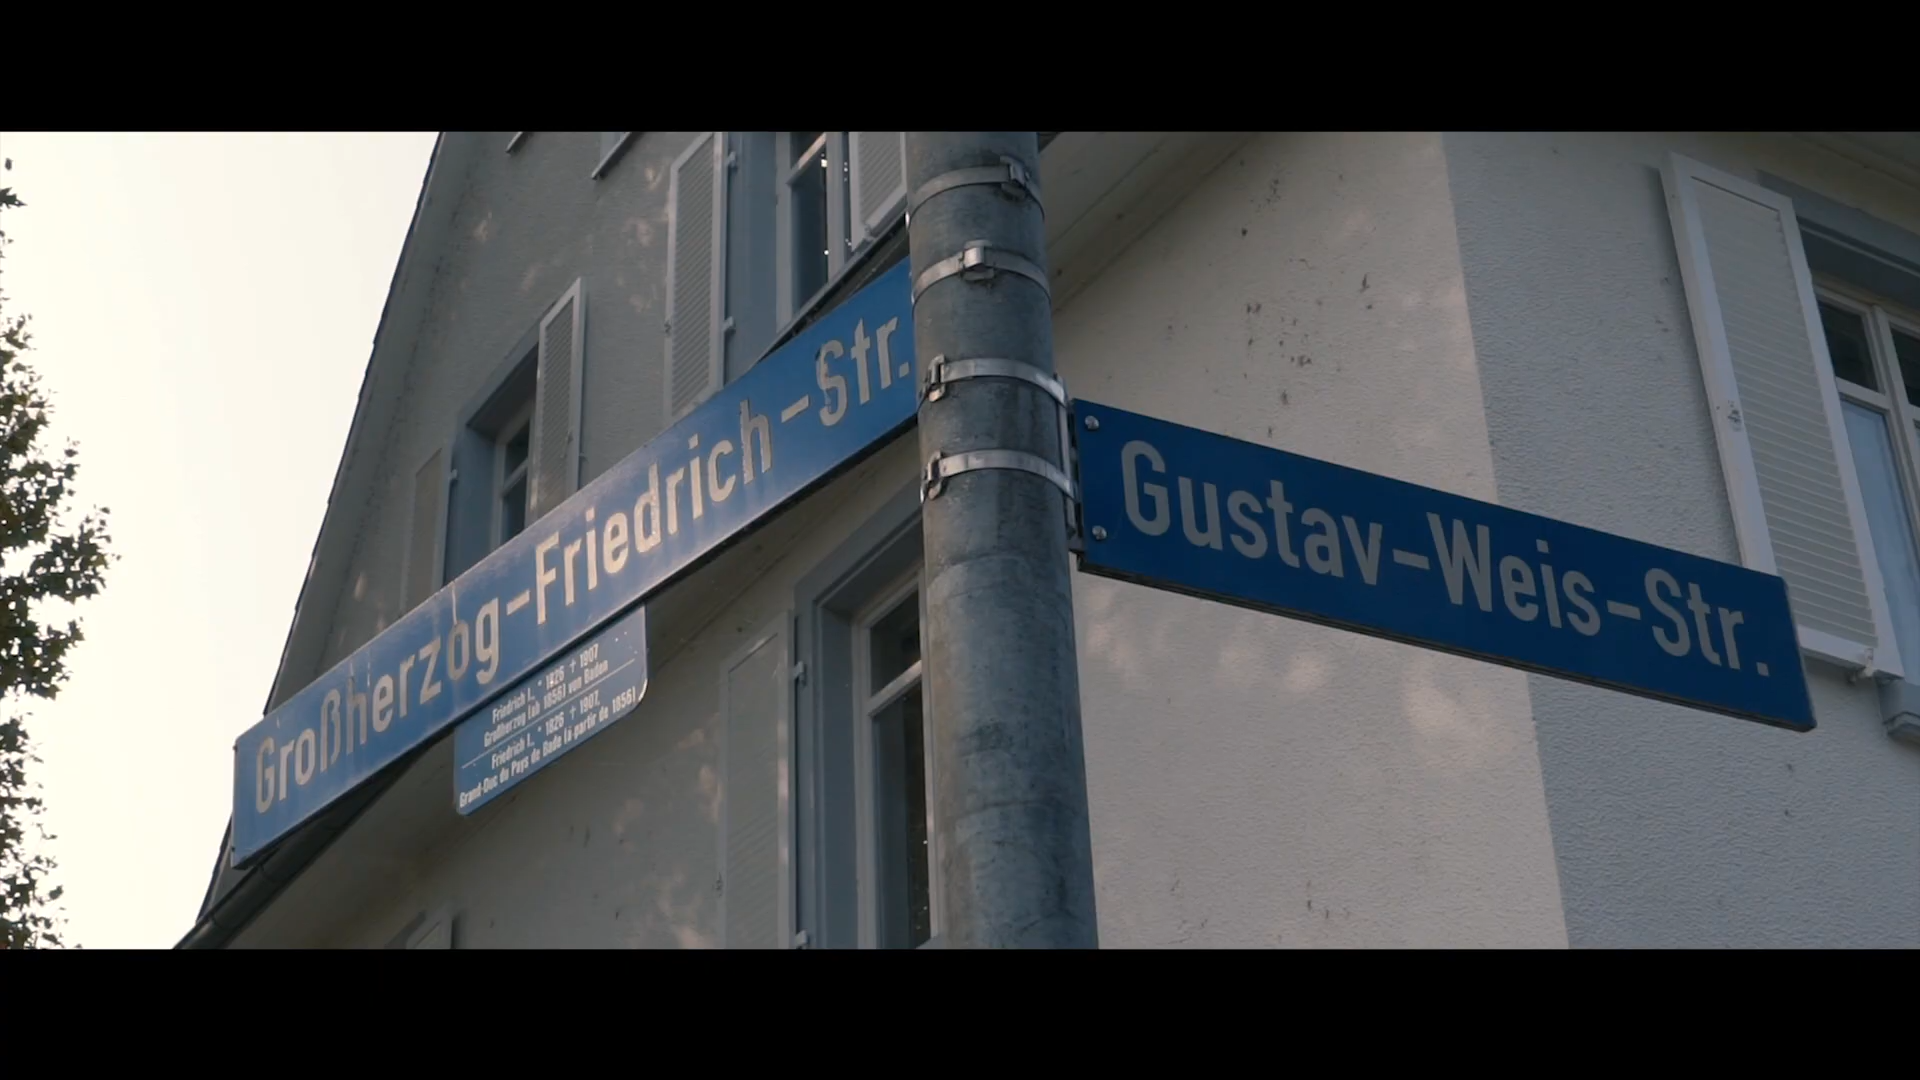 Großherzog-Friedrich-Str.
Friedrich I., * 1826 † 1907
Großherzog (ab 1856) von Baden
Friedrich I., * 1826 † 1907,
Grand-Duc du Pays de Bade (à partir de 1856)
Gustav-Weis-Str.